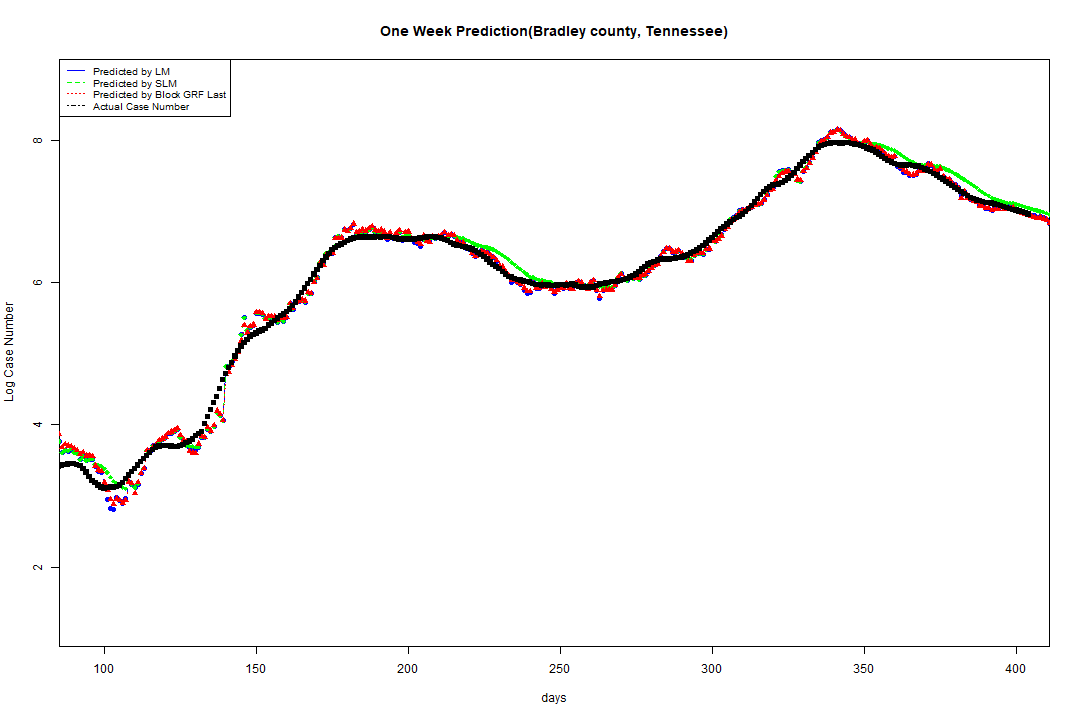 One Week Prediction(Bradley county, Tennessee)
Predicted by LM
Predicted by SLM
Predicted by Block GRF Last
Actual Case Number
8
6
4
2
Log Case Number
100 150 200 250 300 350 400
days